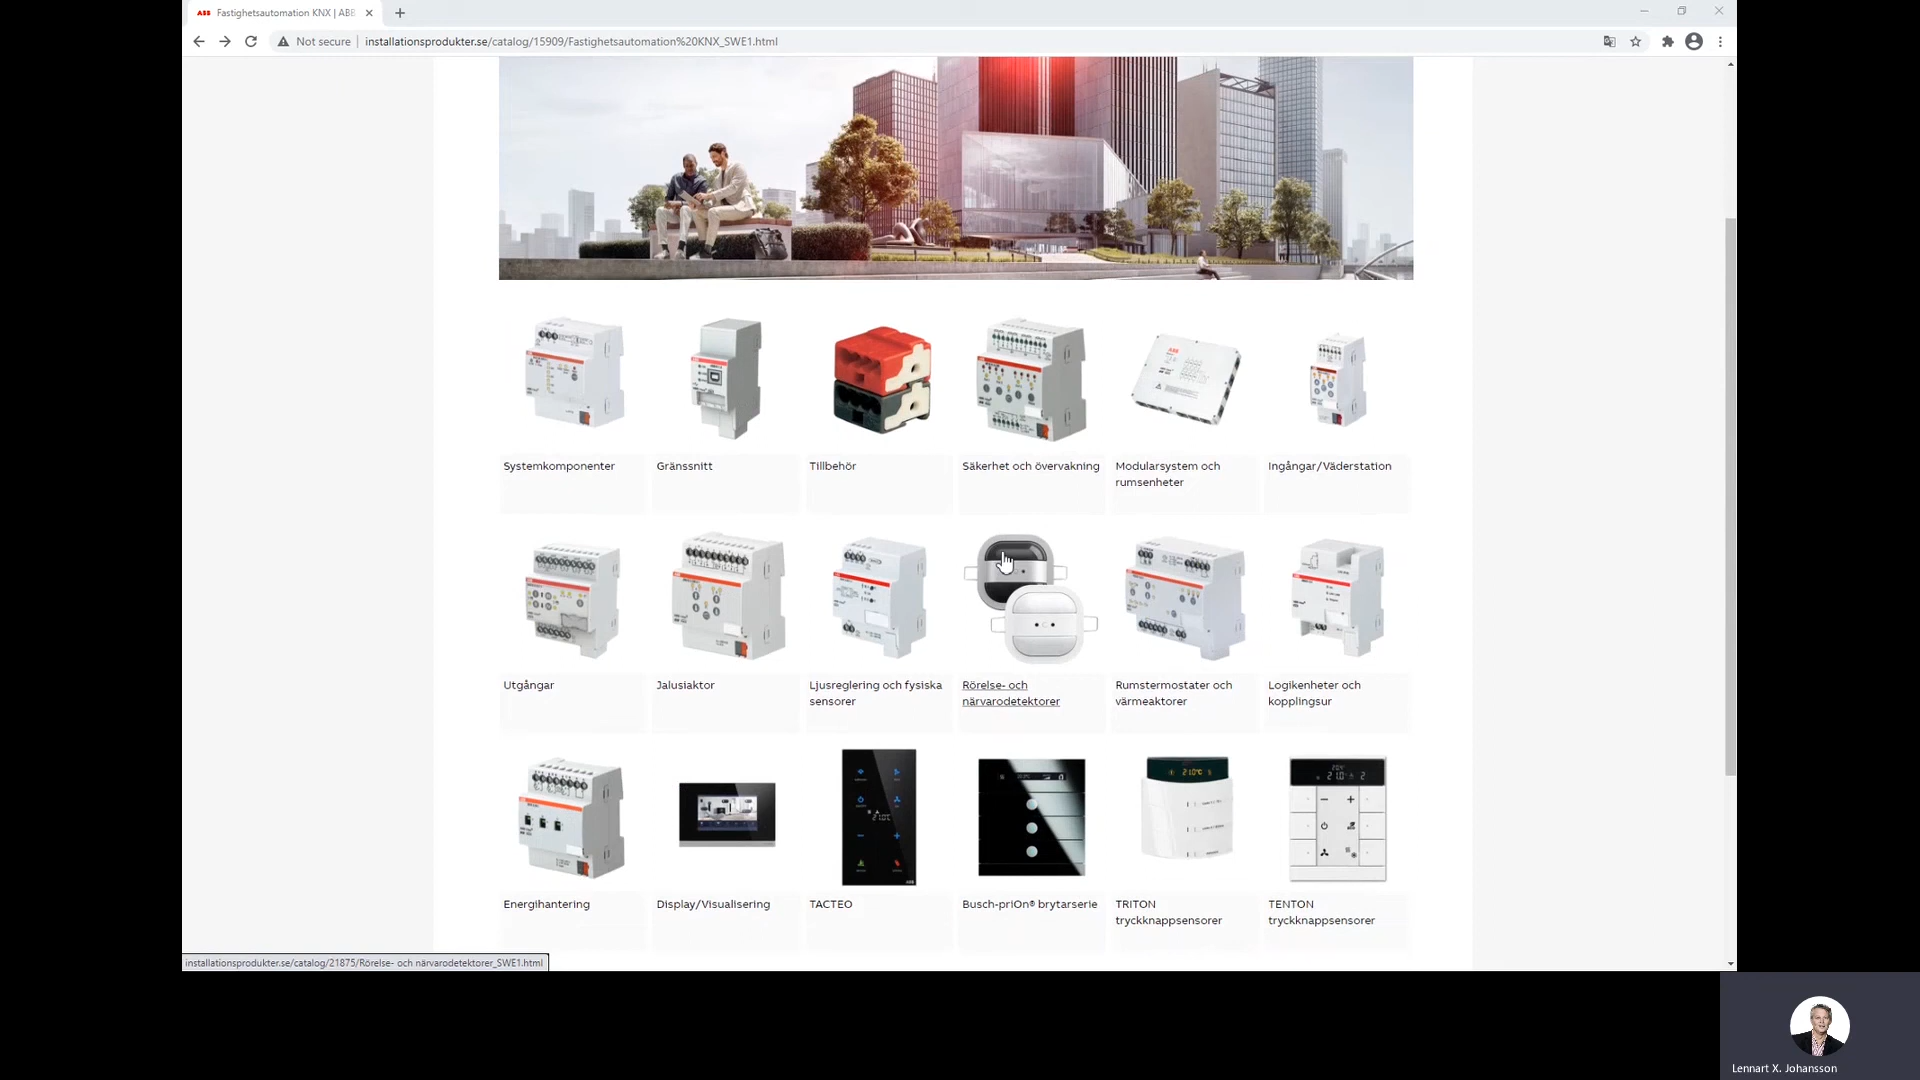 ABB Fastighetsautomation KNX | ABB
Not secure | installationsprodukter.se/catalog/15909/Fastighetsautomation%20KNX_SWE1.html
Systemkomponenter
Gränssnitt
Tillbehör
Säkerhet och övervakning
Modularsystem och
rumsenheter
Ingångar/Väderstation
Utgångar
Jalusiaktor
Ljusreglering och fysiska
sensorer
Rörelse- och
närvarodetektorer
Rumstermostater och
värmeaktorer
Logikenheter och
kopplingsur
Energihantering
Display/Visualisering
TACTEO
Busch-priOn® brytarserie
TRITON
tryckknappsensorer
TENTON
tryckknappsensorer
installationsprodukter.se/catalog/21875/Rörelse- och närvarodetektorer_SWE1.html
Lennart X. Johansson